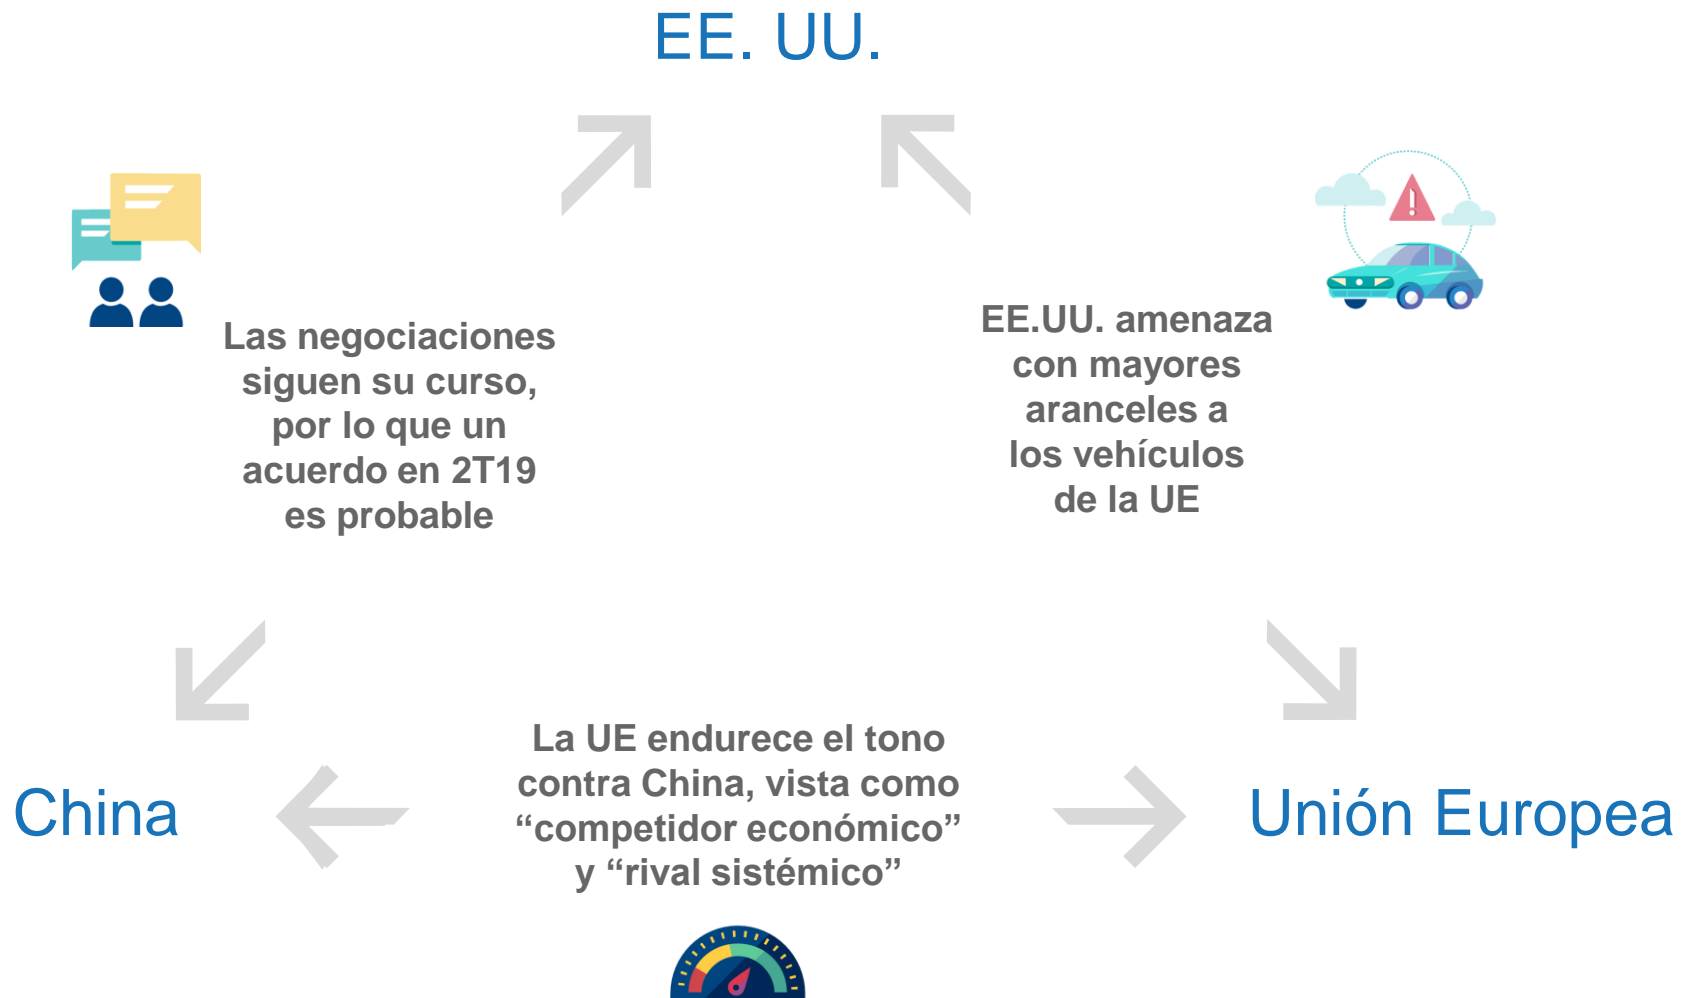 EE. UU.
Las negociaciones
siguen su curso,
por lo que un
acuerdo en 2T19
es probable
EE.UU. amenaza
con mayores
aranceles a
los vehículos
de la UE
La UE endurece el tono
contra China, vista como
“competidor económico”
y “rival sistémico”
China
Unión Europea